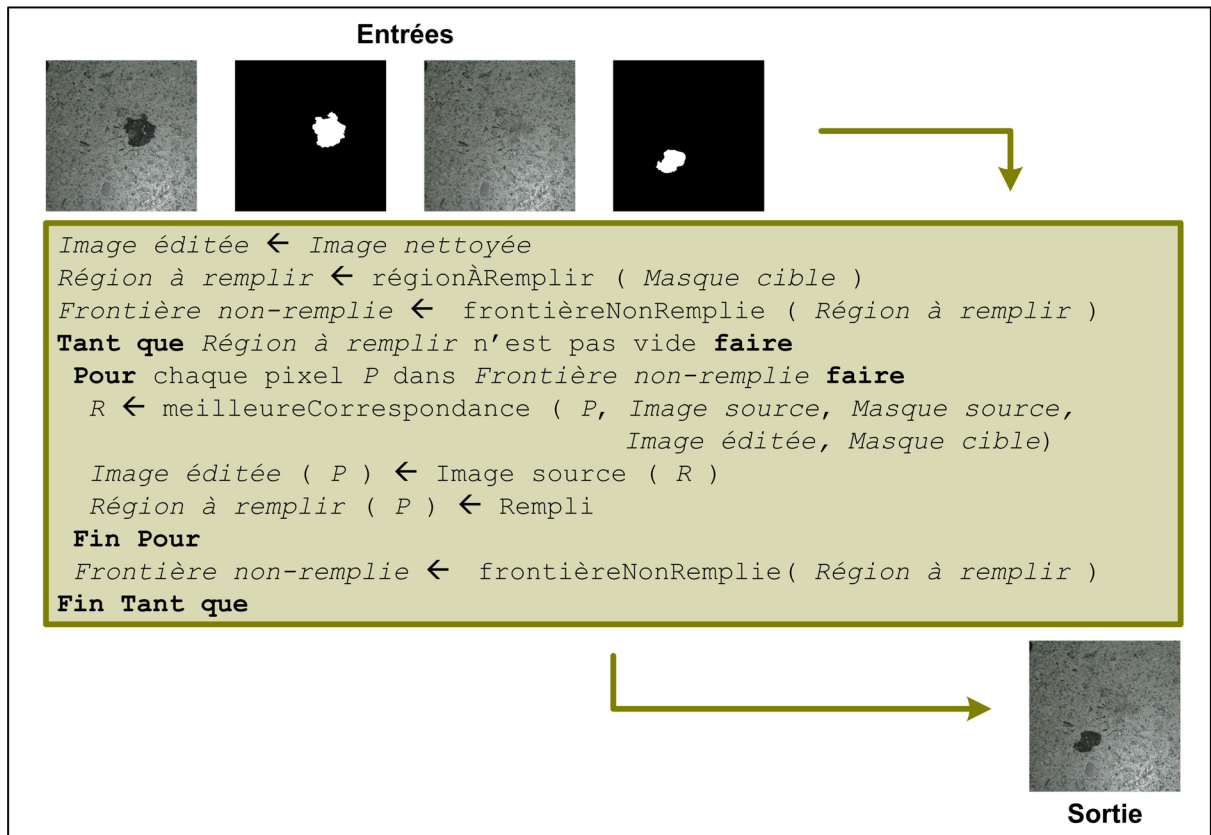 Entrées
Image éditée ← Image nettoyée
Région à remplir ← régionÀRemplir ( Masque cible )
Frontière non-remplie ← frontièreNonRemplie ( Région à remplir )
Tant que Région à remplir n’est pas vide faire
Pour chaque pixel P dans Frontière non-remplie faire
R ← meilleureCorrespondance ( P, Image source, Masque source,
Image éditée, Masque cible)
Image éditée ( P ) ← Image source ( R )
Région à remplir ( P ) ← Rempli
Fin Pour
Frontière non-remplie ← frontièreNonRemplie( Région à remplir )
Fin Tant que
Sortie